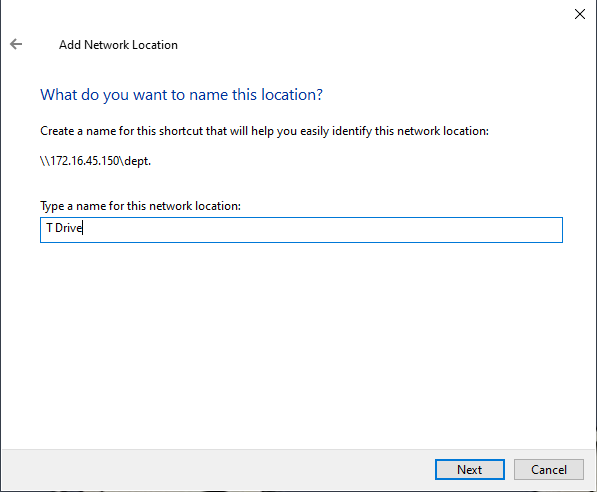 Add Network Location
What do you want to name this location?
Create a name for this shortcut that will help you easily identify this network location:
\\172.16.45.150\dept.
Type a name for this network location:
T Drive
Next
Cancel